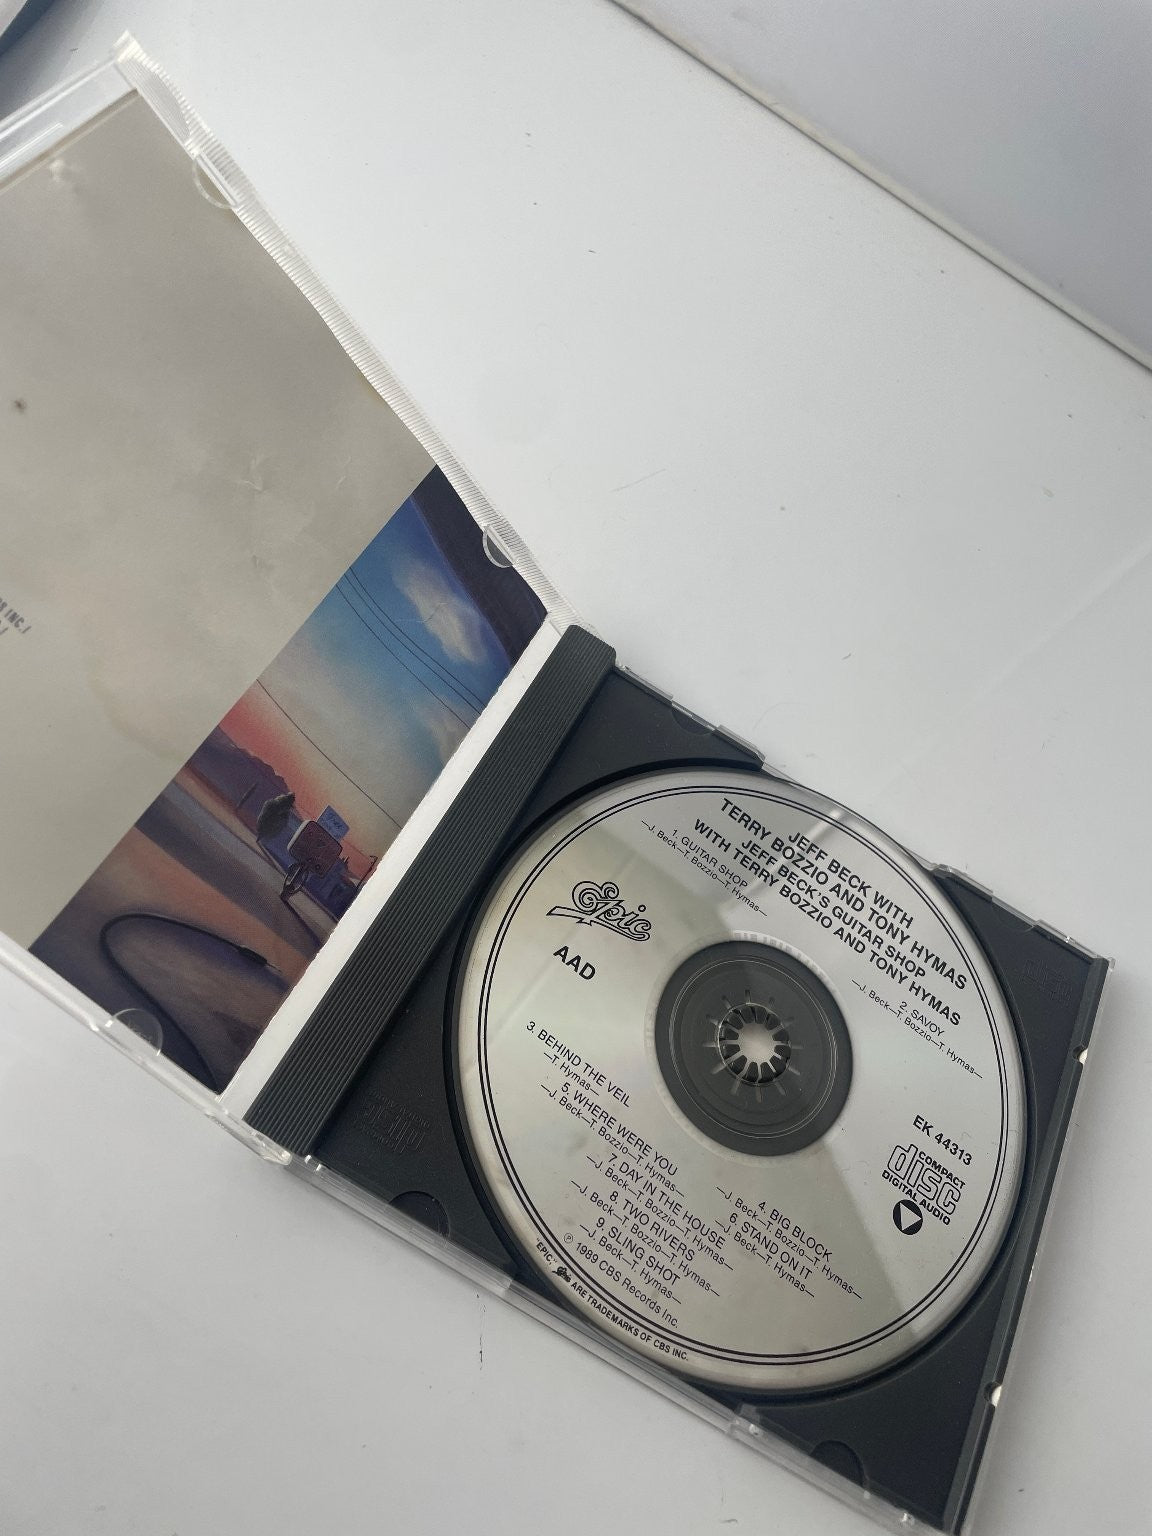 JEFF BECK WITH
TERRY BOZZIO AND TONY HYMAS
JEFF BECK'S GUITAR SHOP
WITH TERRY BOZZIO AND TONY HYMAS
1. GUITAR SHOP
—J. Beck—T. Bozzio—T. Hymas—
2. SAVOY
—J. Beck—T. Bozzio—T. Hymas—
Epic
AAD
EK 44313
COMPACT
disc
DIGITAL AUDIO
3. BEHIND THE VEIL
—T. Hymas—
4. BIG BLOCK
—J. Beck—T. Bozzio—T. Hymas—
5. WHERE WERE YOU
—J. Beck—T. Bozzio—T. Hymas—
6. STAND ON IT
—J. Beck—T. Hymas—
7. DAY IN THE HOUSE
—J. Beck—T. Bozzio—T. Hymas—
8. TWO RIVERS
—J. Beck—T. Bozzio—T. Hymas—
9. SLING SHOT
—J. Beck—T. Hymas—
℗ 1989 CBS Records Inc.
"EPIC," Epic ARE TRADEMARKS OF CBS INC.
INC./